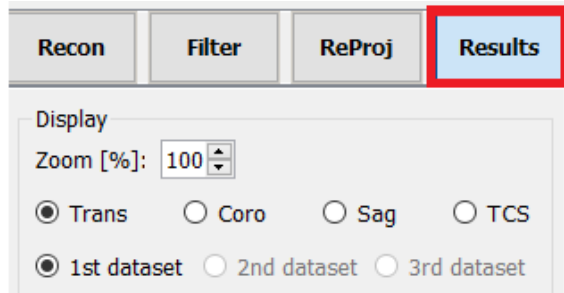 Recon Filter ReProj Results
Display
Zoom [%]: 100
Trans Coro Sag TCS
1st dataset 2nd dataset 3rd dataset